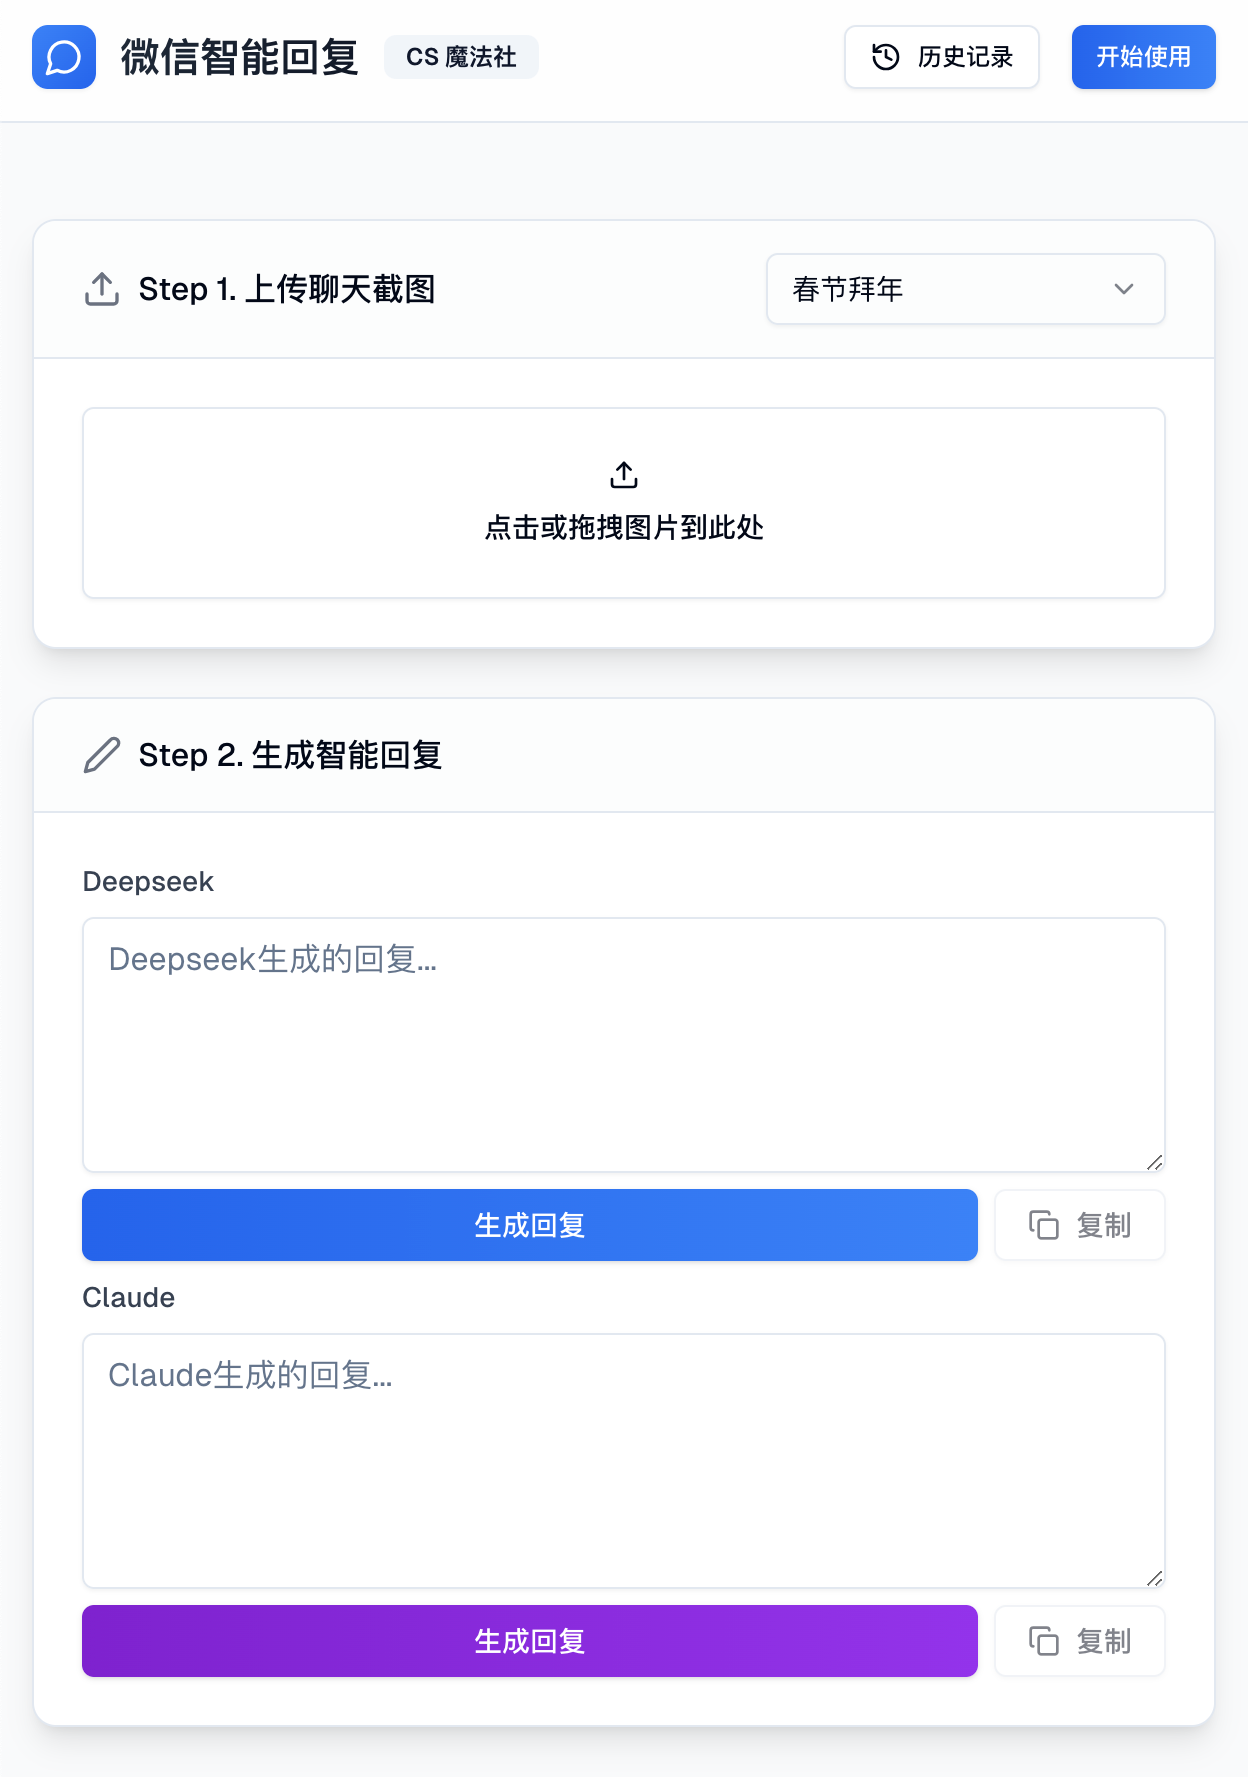 微信智能回复 CS 魔法社 历史记录 开始使用
Step 1. 上传聊天截图 春节拜年
点击或拖拽图片到此处
Step 2. 生成智能回复
Deepseek
Deepseek生成的回复...
生成回复 复制
Claude
Claude生成的回复...
生成回复 复制